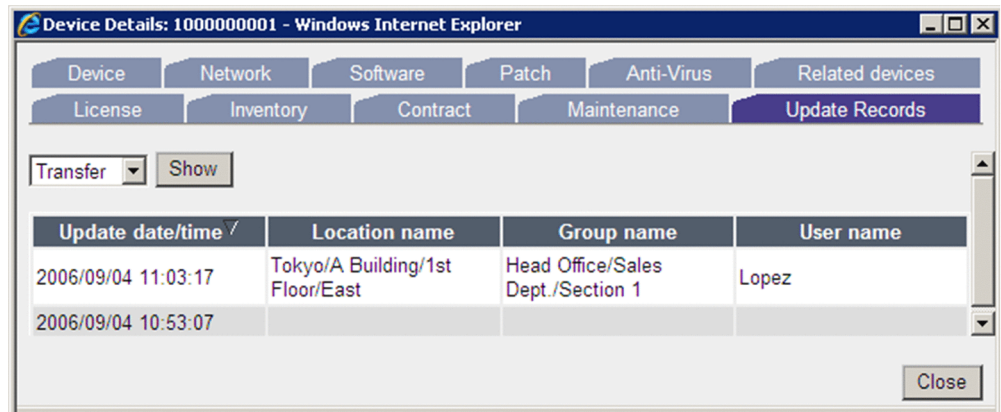 Device Details: 1000000001 - Windows Internet Explorer
Device Network Software Patch Anti-Virus Related devices
License Inventory Contract Maintenance Update Records
Transfer Show
Update date/time Location name Group name User name
2006/09/04 11:03:17 Tokyo/A Building/1st Floor/East Head Office/Sales Dept./Section 1 Lopez
2006/09/04 10:53:07
Close